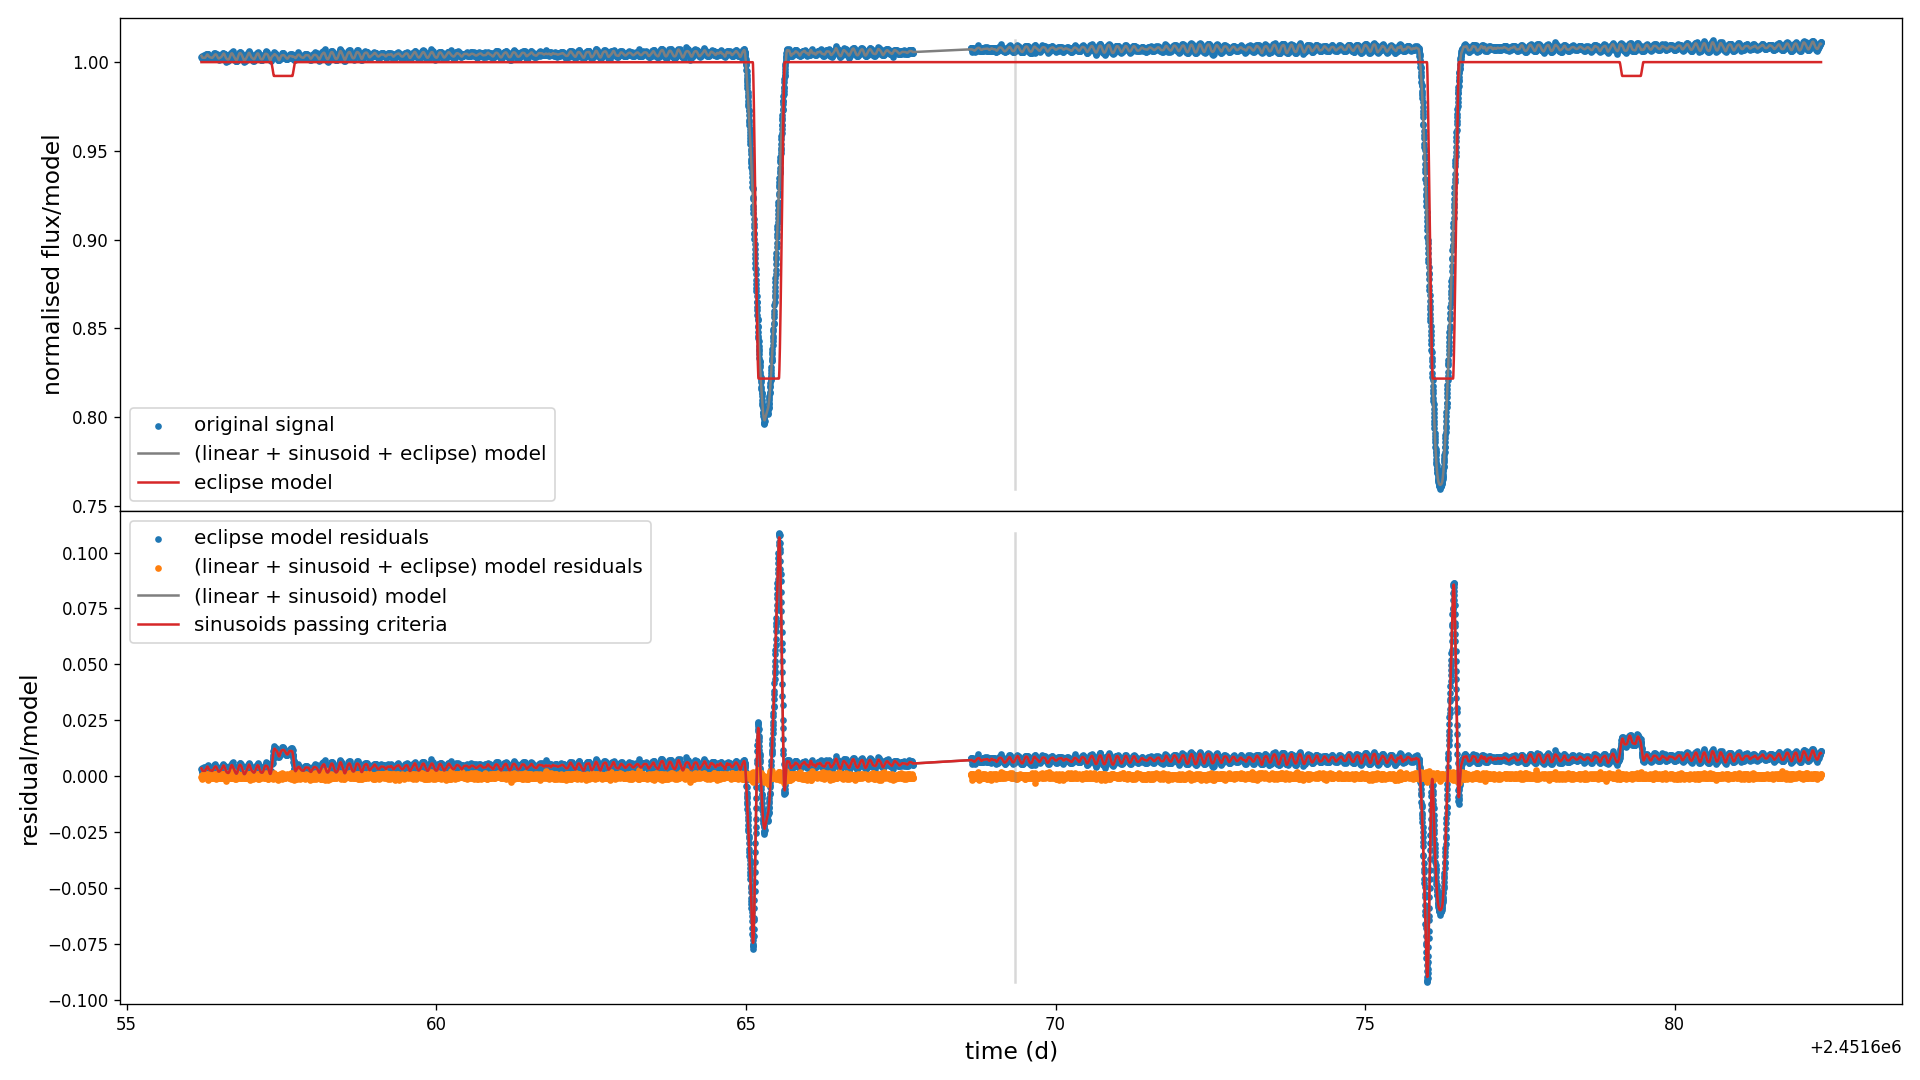 normalised flux/model
1.00
0.95
0.90
0.85
0.80
0.75
original signal
(linear + sinusoid + eclipse) model
eclipse model
residual/model
0.100
0.075
0.050
0.025
0.000
−0.025
−0.050
−0.075
−0.100
eclipse model residuals
(linear + sinusoid + eclipse) model residuals
(linear + sinusoid) model
sinusoids passing criteria
55 60 65 70 75 80
time (d)
+2.4516e6